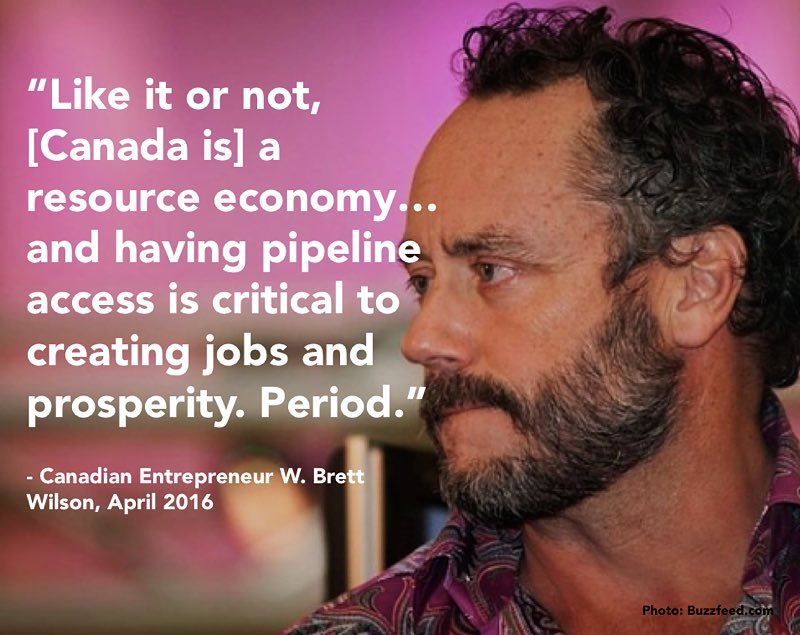 “Like it or not,
[Canada is] a
resource economy...
and having pipeline
access is critical to
creating jobs and
prosperity. Period.”
- Canadian Entrepreneur W. Brett
Wilson, April 2016
Photo: Buzzfeed.com